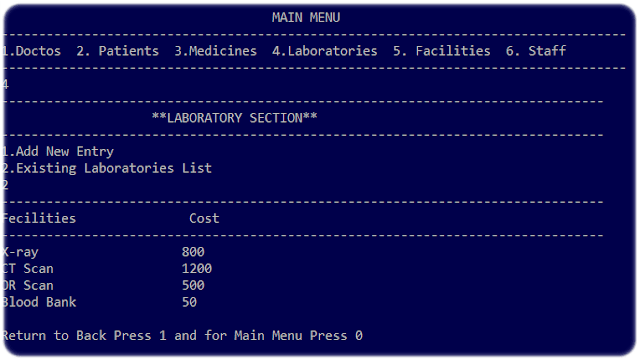 MAIN MENU
--------------------------------------------------------------------------------
1.Doctos  2. Patients  3.Medicines  4.Laboratories  5. Facilities  6. Staff
--------------------------------------------------------------------------------
4
--------------------------------------------------------------------------------
**LABORATORY SECTION**
--------------------------------------------------------------------------------
1.Add New Entry
2.Existing Laboratories List
2
--------------------------------------------------------------------------------
Fecilities               Cost
--------------------------------------------------------------------------------
X-ray                   800
CT Scan                 1200
OR Scan                 500
Blood Bank              50
Return to Back Press 1 and for Main Menu Press 0